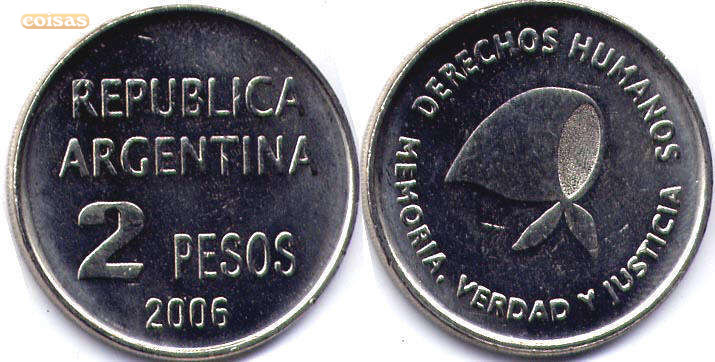 coisas
REPUBLICA
ARGENTINA
2 PESOS
2006
DERECHOS HUMANOS
MEMORIA, VERDAD Y JUSTICIA